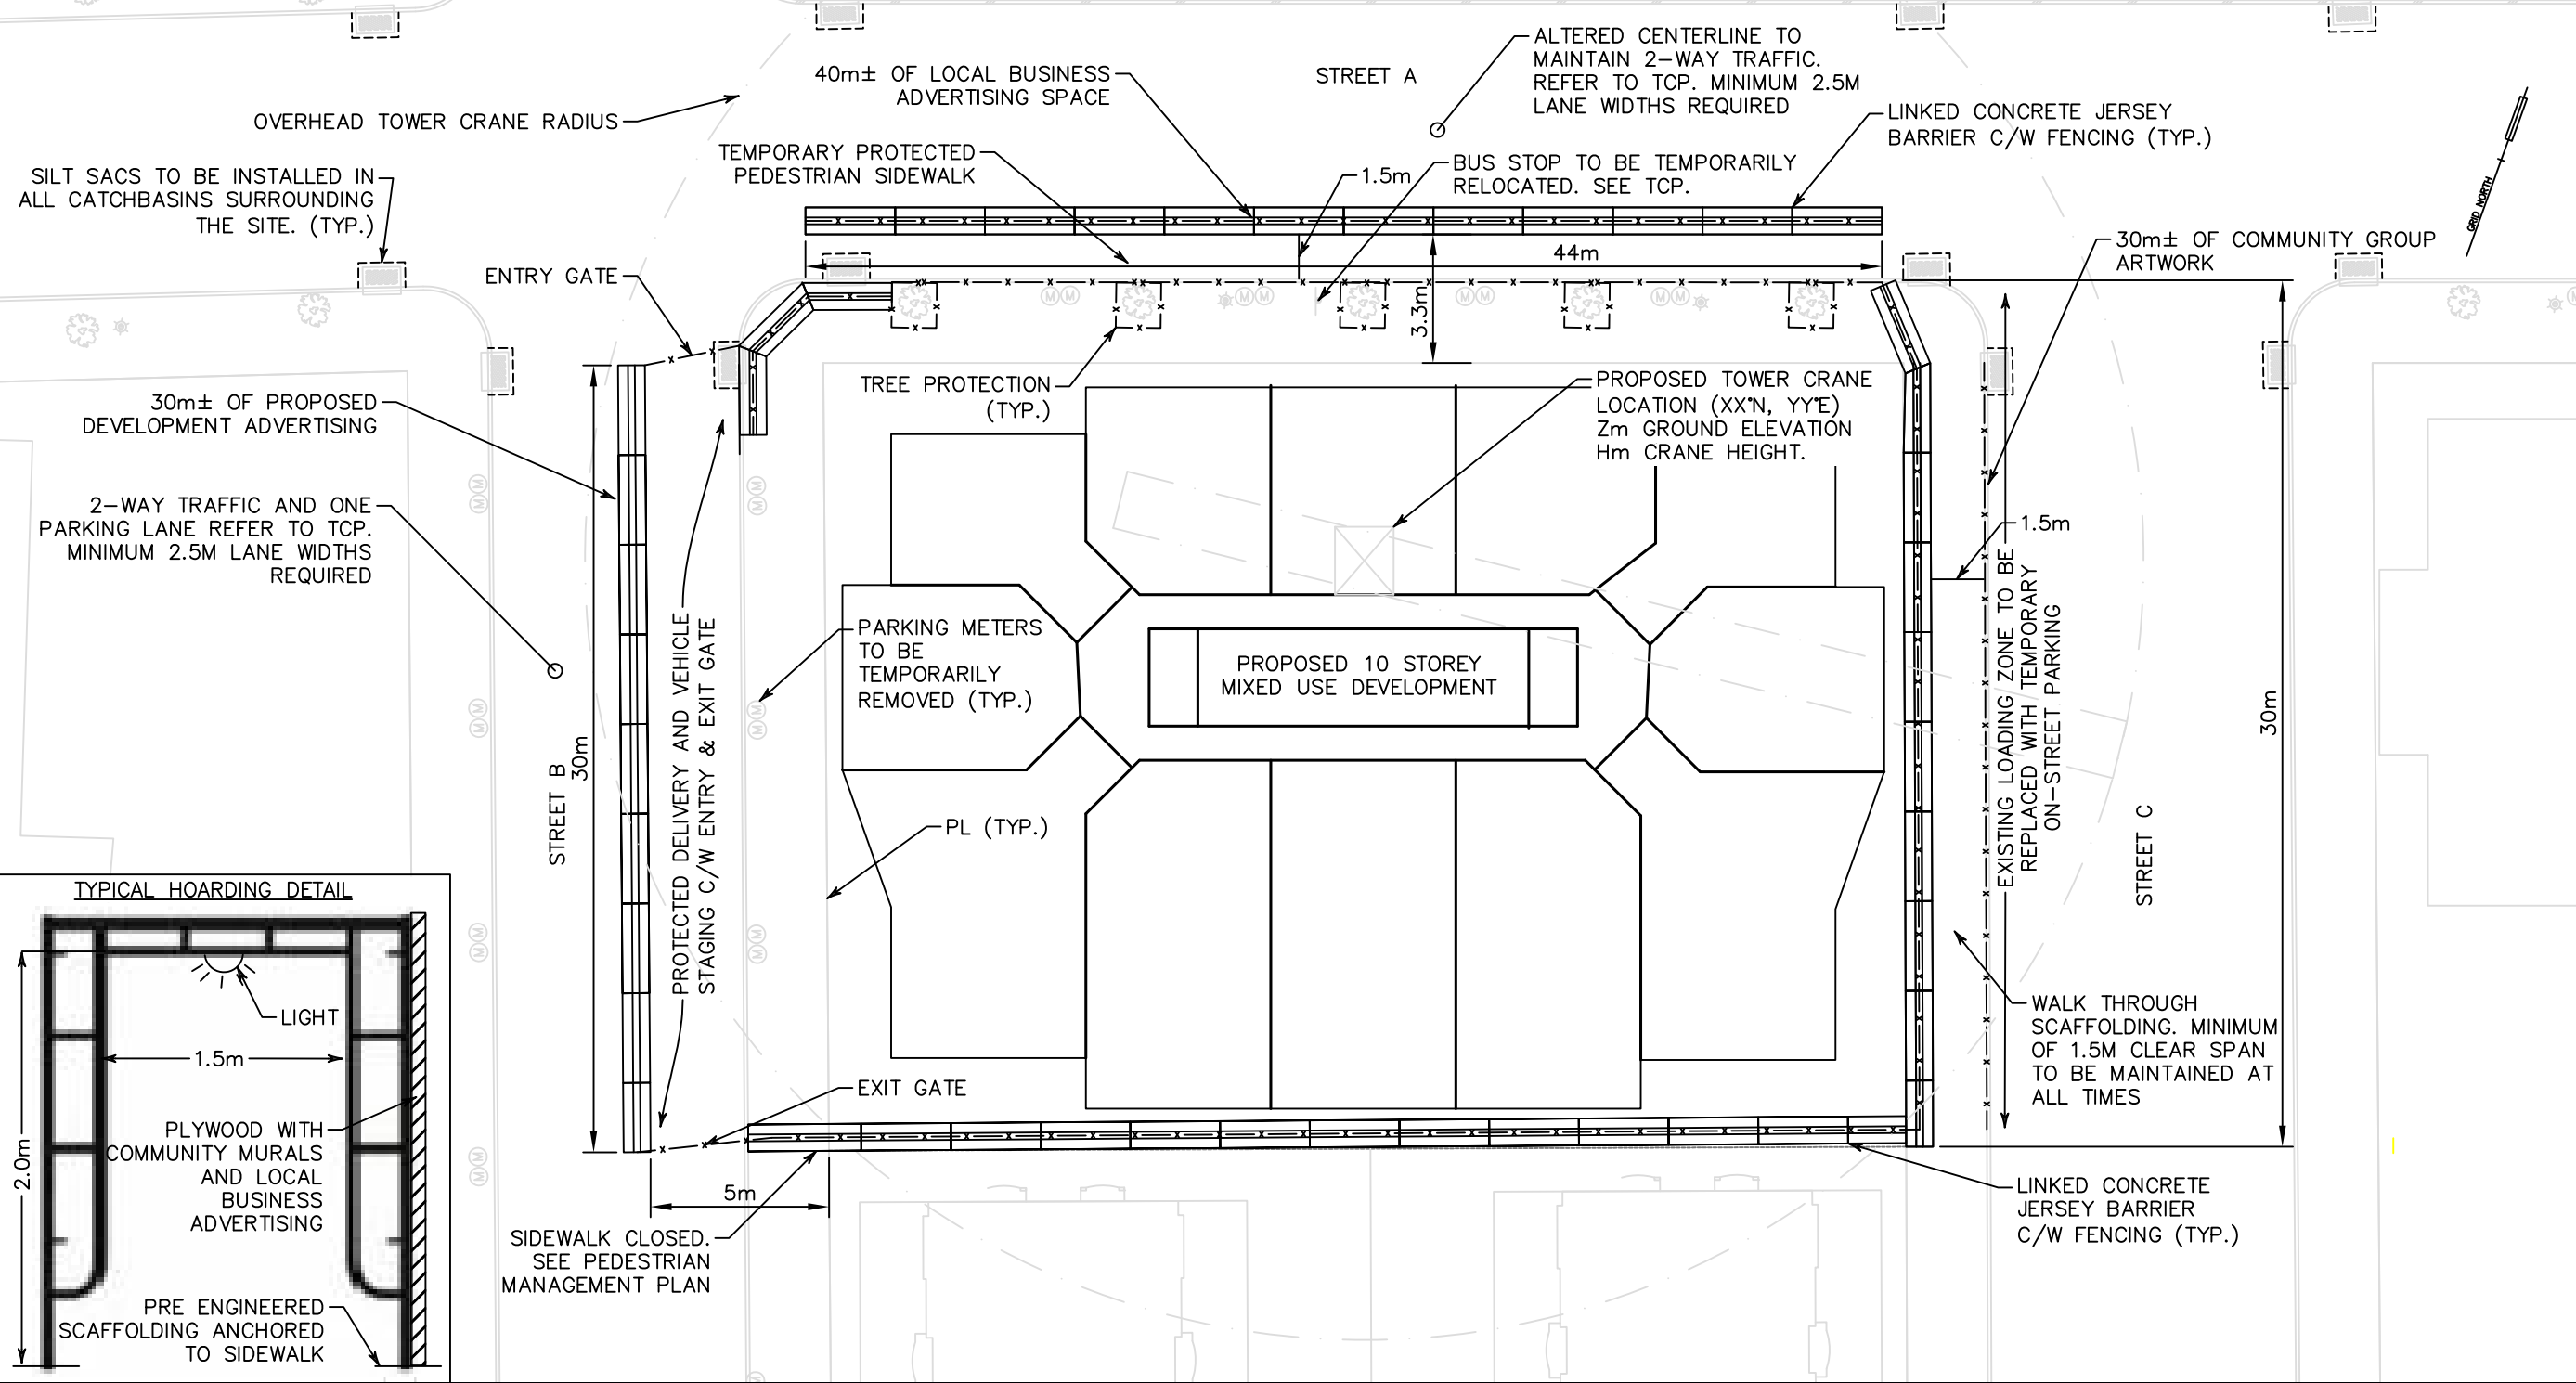 ALTERED CENTERLINE TO
MAINTAIN 2-WAY TRAFFIC.
REFER TO TCP. MINIMUM 2.5M
LANE WIDTHS REQUIRED
40m± OF LOCAL BUSINESS
ADVERTISING SPACE
STREET A
OVERHEAD TOWER CRANE RADIUS
LINKED CONCRETE JERSEY
BARRIER C/W FENCING (TYP.)
TEMPORARY PROTECTED
PEDESTRIAN SIDEWALK
1.5m
BUS STOP TO BE TEMPORARILY
RELOCATED. SEE TCP.
GRID NORTH
SILT SACS TO BE INSTALLED IN
ALL CATCHBASINS SURROUNDING
THE SITE. (TYP.)
ENTRY GATE
44m
30m± OF COMMUNITY GROUP
ARTWORK
3.3m
TREE PROTECTION
(TYP.)
PROPOSED TOWER CRANE
LOCATION (XX°N, YY°E)
Zm GROUND ELEVATION
Hm CRANE HEIGHT.
30m± OF PROPOSED
DEVELOPMENT ADVERTISING
2-WAY TRAFFIC AND ONE
PARKING LANE REFER TO TCP.
MINIMUM 2.5M LANE WIDTHS
REQUIRED
1.5m
PARKING METERS
TO BE
TEMPORARILY
REMOVED (TYP.)
PROPOSED 10 STOREY
MIXED USE DEVELOPMENT
PROTECTED DELIVERY AND VEHICLE
STAGING C/W ENTRY & EXIT GATE
EXISTING LOADING ZONE TO BE
REPLACED WITH TEMPORARY
ON-STREET PARKING
STREET B
30m
30m
STREET C
PL (TYP.)
EXIT GATE
WALK THROUGH
SCAFFOLDING. MINIMUM
OF 1.5M CLEAR SPAN
TO BE MAINTAINED AT
ALL TIMES
5m
SIDEWALK CLOSED.
SEE PEDESTRIAN
MANAGEMENT PLAN
LINKED CONCRETE
JERSEY BARRIER
C/W FENCING (TYP.)
TYPICAL HOARDING DETAIL
LIGHT
1.5m
2.0m
PLYWOOD WITH
COMMUNITY MURALS
AND LOCAL
BUSINESS
ADVERTISING
PRE ENGINEERED
SCAFFOLDING ANCHORED
TO SIDEWALK